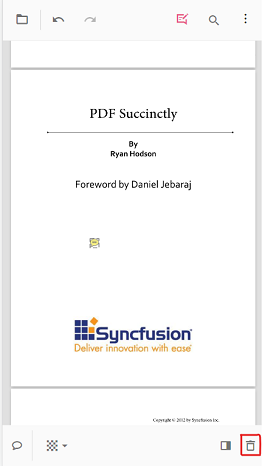 PDF Succinctly
By
Ryan Hodson
Foreword by Daniel Jebaraj
Syncfusion
Deliver innovation with ease
Copyright © 2012 by Syncfusion Inc.